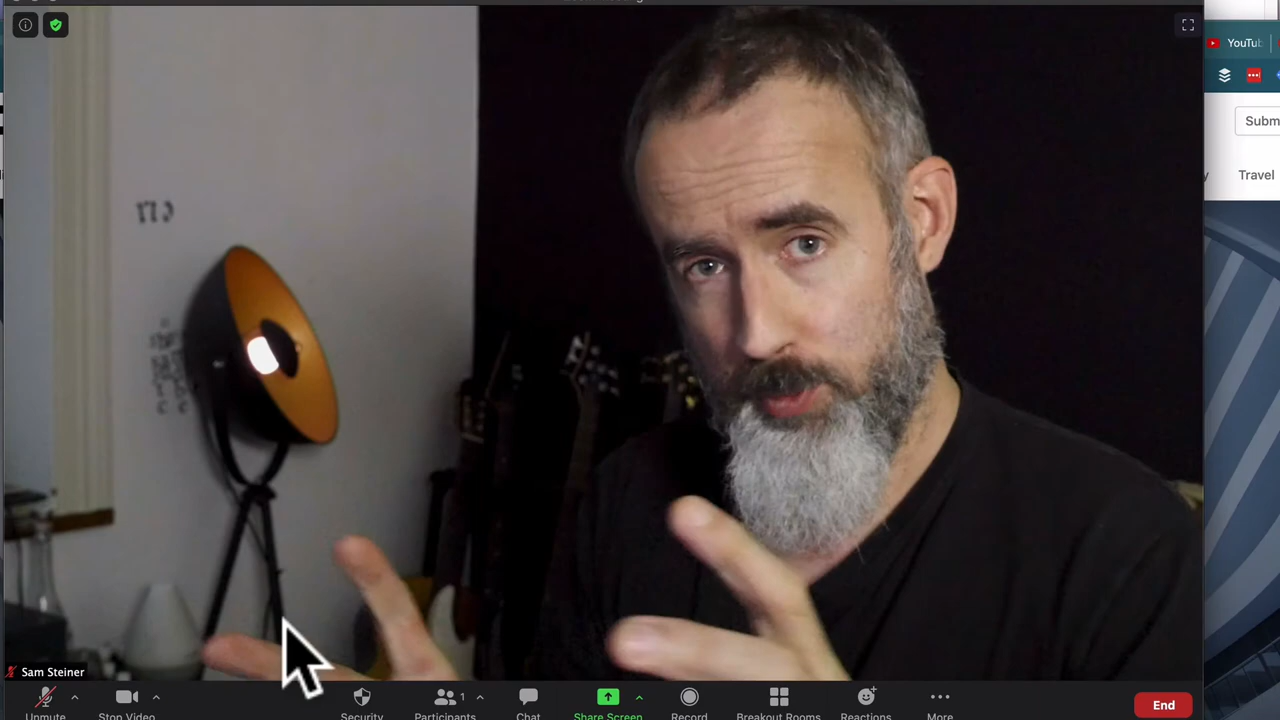 YouTub
Subm
Travel
Sam Steiner
1
Unmute
Stop Video
Security
Participants
Chat
Share Screen
Record
Breakout Rooms
Reactions
More
End